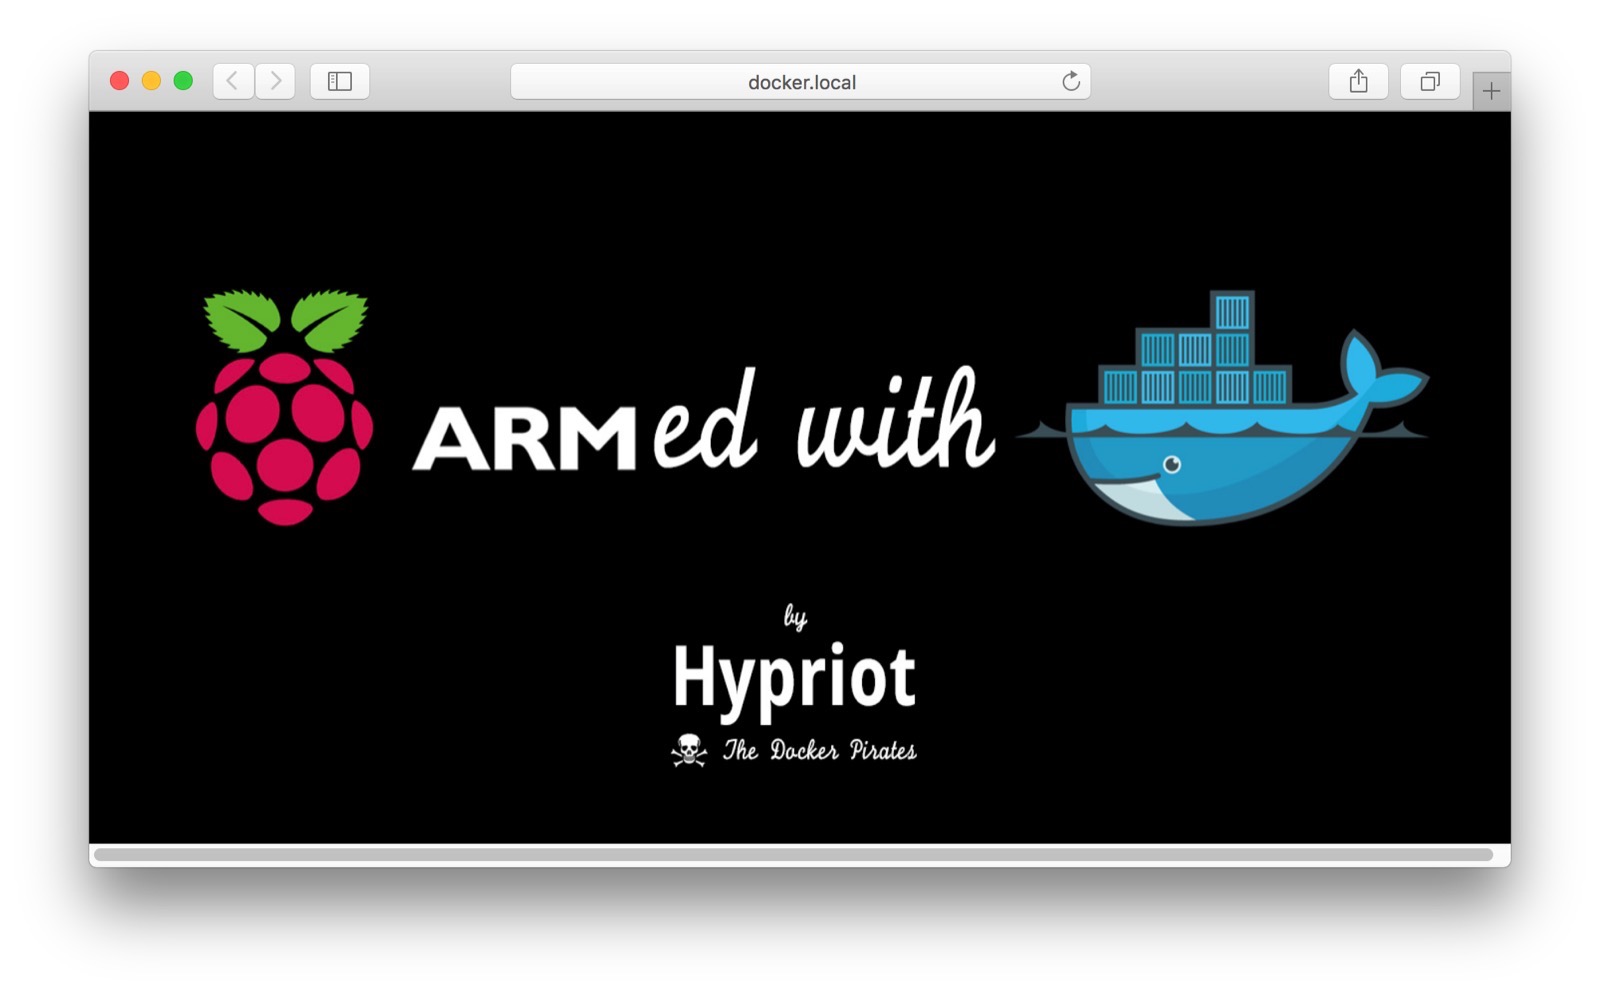 docker.local
ARMed with
by
Hypriot
The Docker Pirates